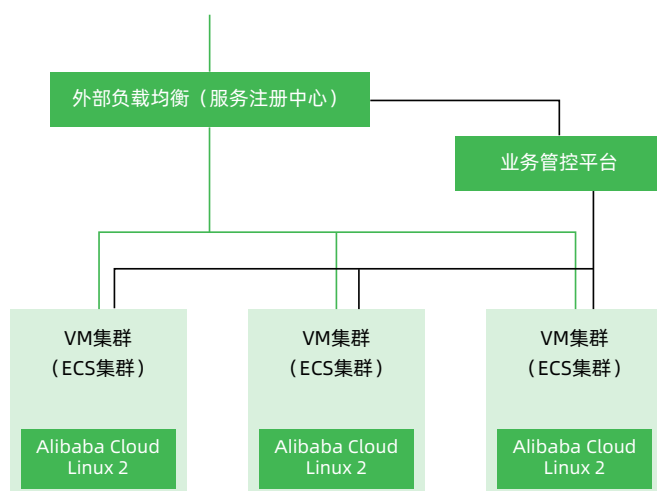 外部负载均衡（服务注册中心）
业务管控平台
VM集群
（ECS集群）
Alibaba Cloud
Linux 2
VM集群
（ECS集群）
Alibaba Cloud
Linux 2
VM集群
（ECS集群）
Alibaba Cloud
Linux 2